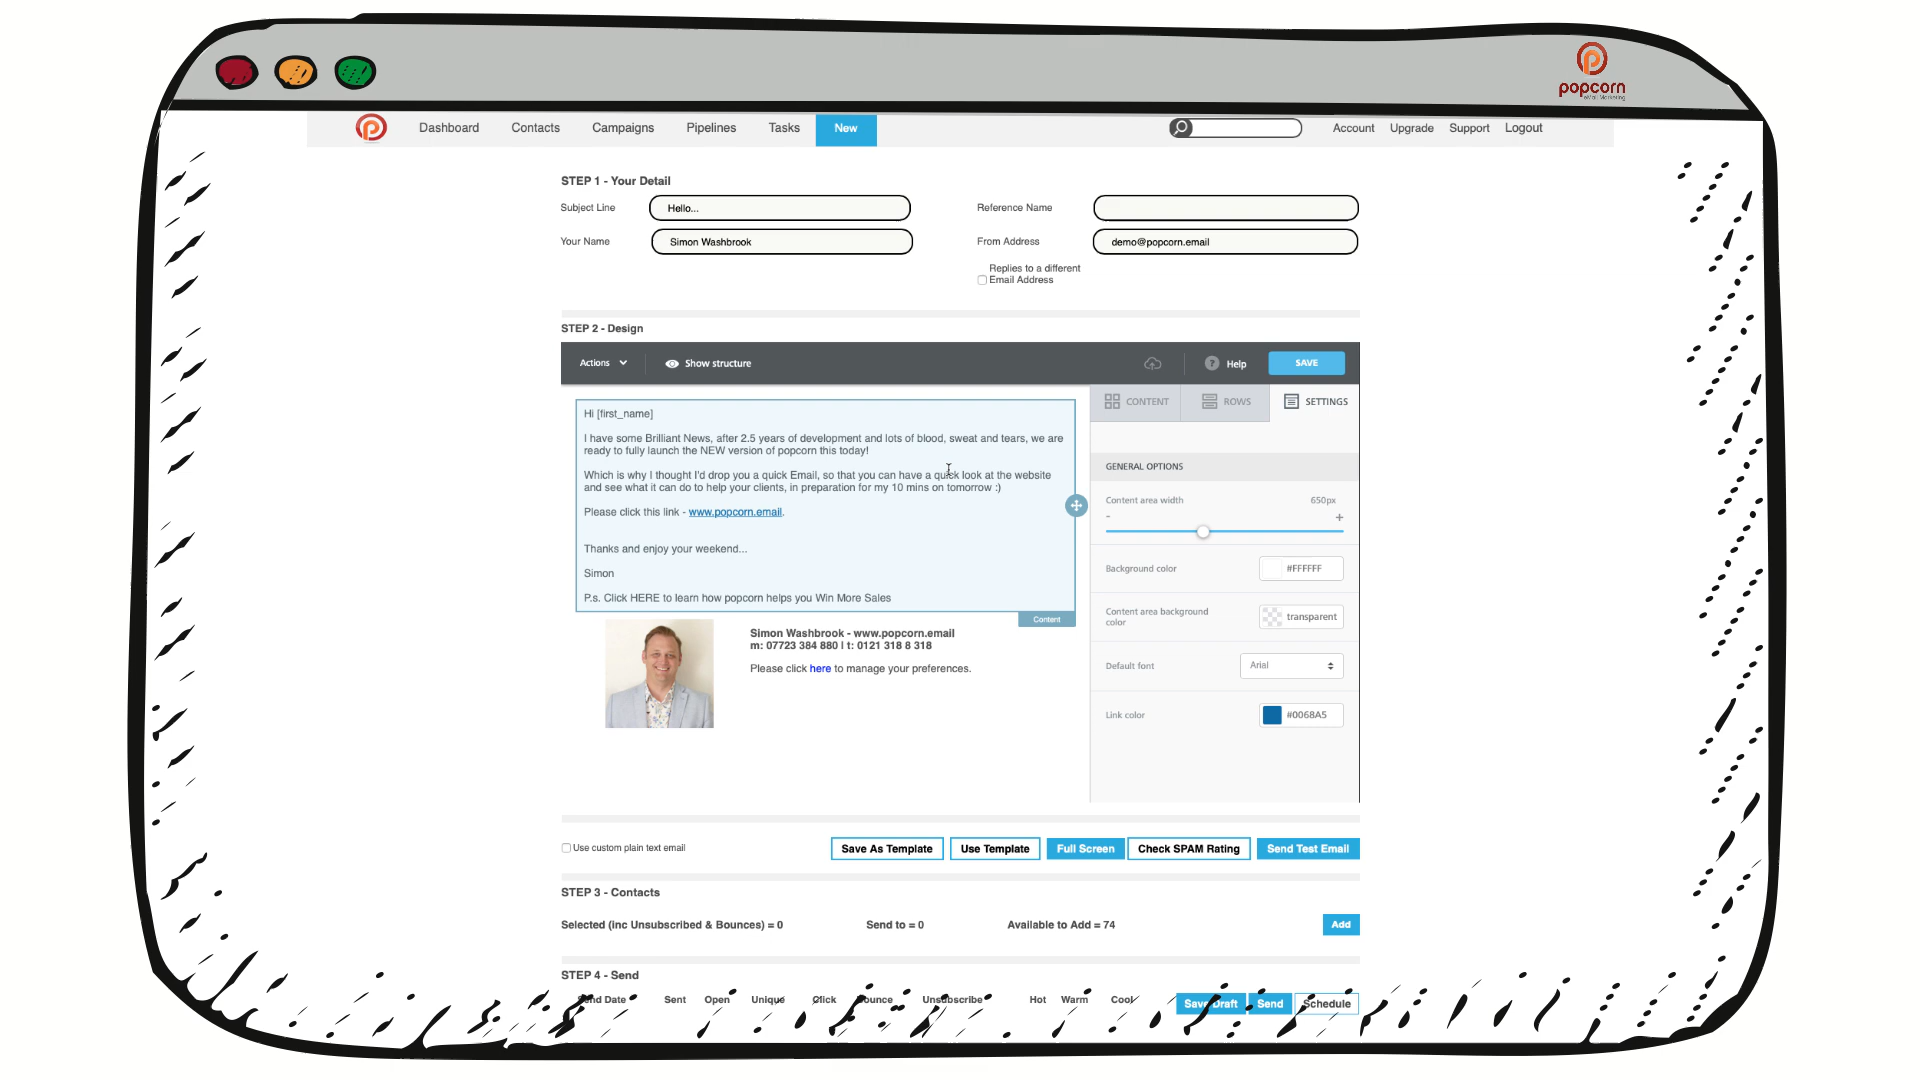 popcorn
eMail Marketing
Dashboard Contacts Campaigns Pipelines Tasks New Account Upgrade Support Logout
STEP 1 - Your Detail
Subject Line Hello... Reference Name
Your Name Simon Washbrook From Address demo@popcorn.email
Replies to a different
Email Address
STEP 2 - Design
Actions Show structure ? Help SAVE
CONTENT ROWS SETTINGS
Hi [first_name]
I have some Brilliant News, after 2.5 years of development and lots of blood, sweat and tears, we are
ready to fully launch the NEW version of popcorn this today!
Which is why I thought I'd drop you a quick Email, so that you can have a quick look at the website
and see what it can do to help your clients, in preparation for my 10 mins on tomorrow :)
Please click this link - www.popcorn.email.
Thanks and enjoy your weekend...
Simon
P.s. Click HERE to learn how popcorn helps you Win More Sales
Content
Simon Washbrook - www.popcorn.email
m: 07723 384 880 | t: 0121 318 8 318
Please click here to manage your preferences.
GENERAL OPTIONS
Content area width 650px
- +
Background color #FFFFFF
Content area background
color transparent
Default font Arial
Link color #0068A5
Use custom plain text email Save As Template Use Template Full Screen Check SPAM Rating Send Test Email
STEP 3 - Contacts
Selected (inc Unsubscribed & Bounces) = 0 Send to = 0 Available to Add = 74 Add
STEP 4 - Send
Send Date Sent Open Unique Click Bounce Unsubscribe Hot Warm Cool Save Draft Send Schedule